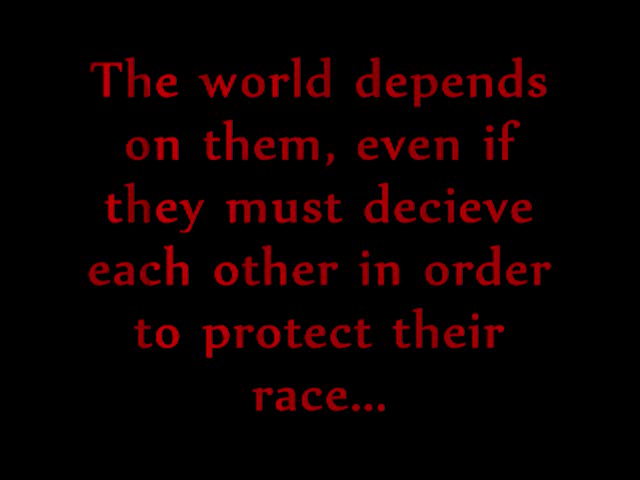 The world depends
on them, even if
they must decieve
each other in order
to protect their
race...